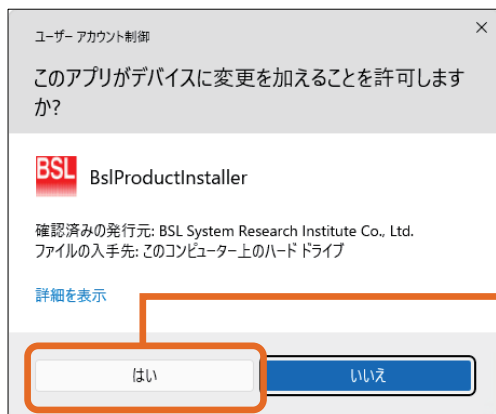 ユーザー アカウント制御
このアプリがデバイスに変更を加えることを許可します
か?
BSL BslProductInstaller
確認済みの発行元: BSL System Research Institute Co., Ltd.
ファイルの入手先: このコンピューター上のハード ドライブ
詳細を表示
はい いいえ